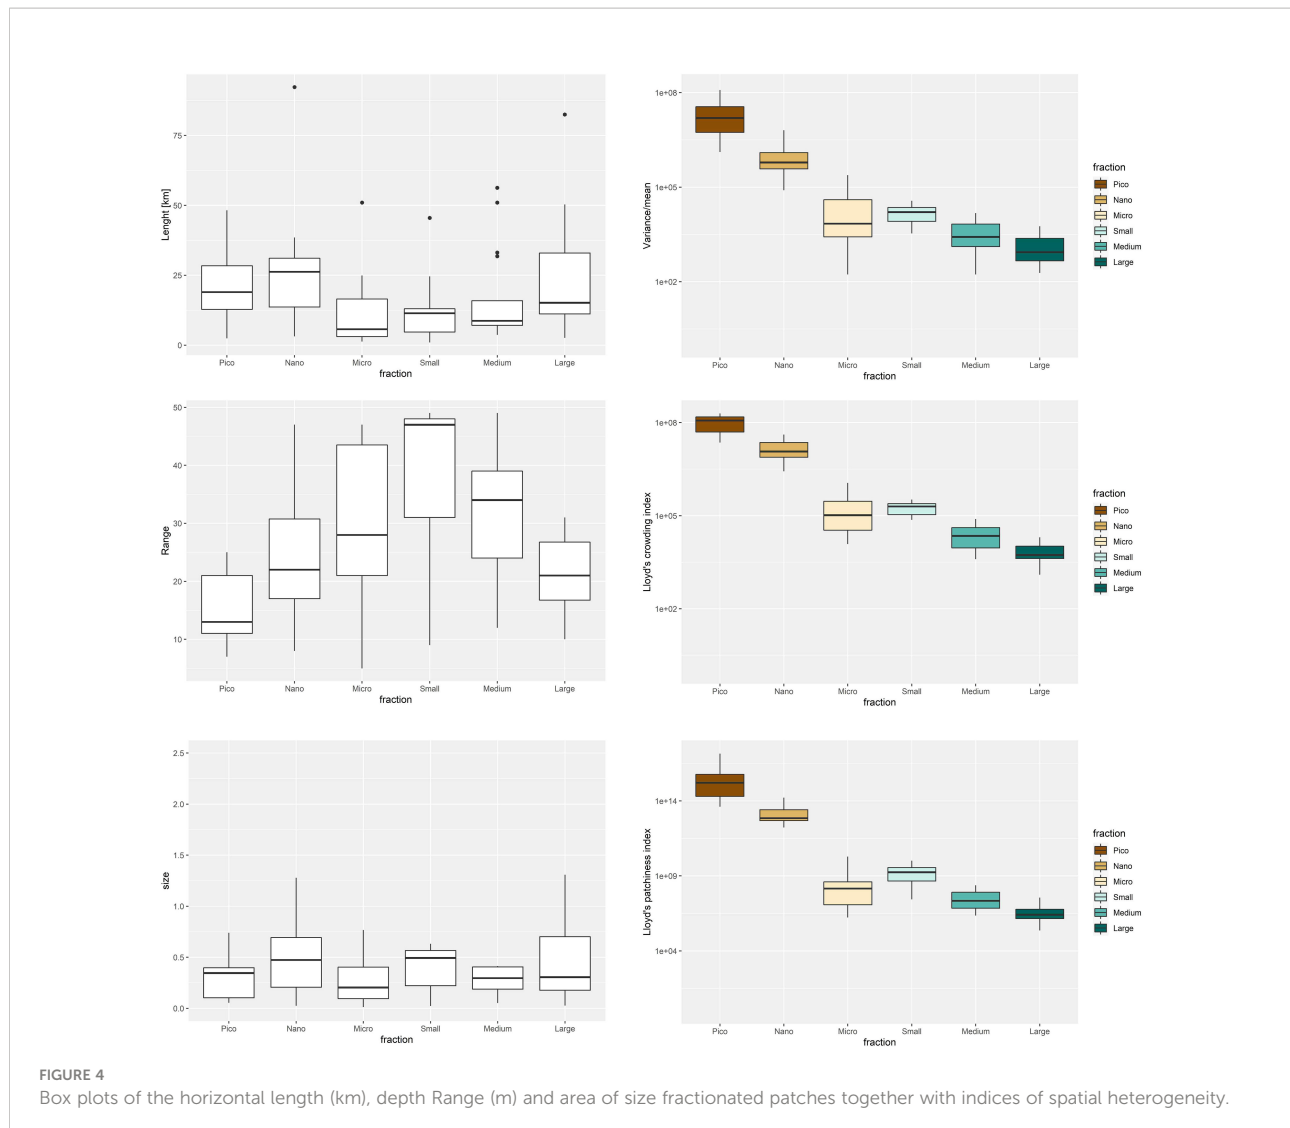 75
50
25
0
Lenght [km]
Pico Nano Micro Small Medium Large
fraction
1e+08
1e+05
1e+02
Variance/mean
Pico Nano Micro Small Medium Large
fraction
fraction
Pico
Nano
Micro
Small
Medium
Large
50
40
30
20
10
Range
Pico Nano Micro Small Medium Large
fraction
1e+08
1e+05
1e+02
Lloyd's crowding index
Pico Nano Micro Small Medium Large
fraction
fraction
Pico
Nano
Micro
Small
Medium
Large
2.5
2.0
1.5
1.0
0.5
0.0
size
Pico Nano Micro Small Medium Large
fraction
1e+14
1e+09
1e+04
Lloyd's patchiness index
Pico Nano Micro Small Medium Large
fraction
fraction
Pico
Nano
Micro
Small
Medium
Large
FIGURE 4
Box plots of the horizontal length (km), depth Range (m) and area of size fractionated patches together with indices of spatial heterogeneity.